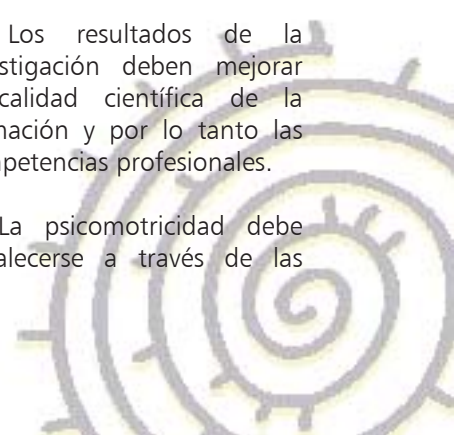 Los resultados de la
stigación deben mejorar
calidad científica de la
mación y por lo tanto las
petencias profesionales.
La psicomotricidad debe
alecerse a través de las